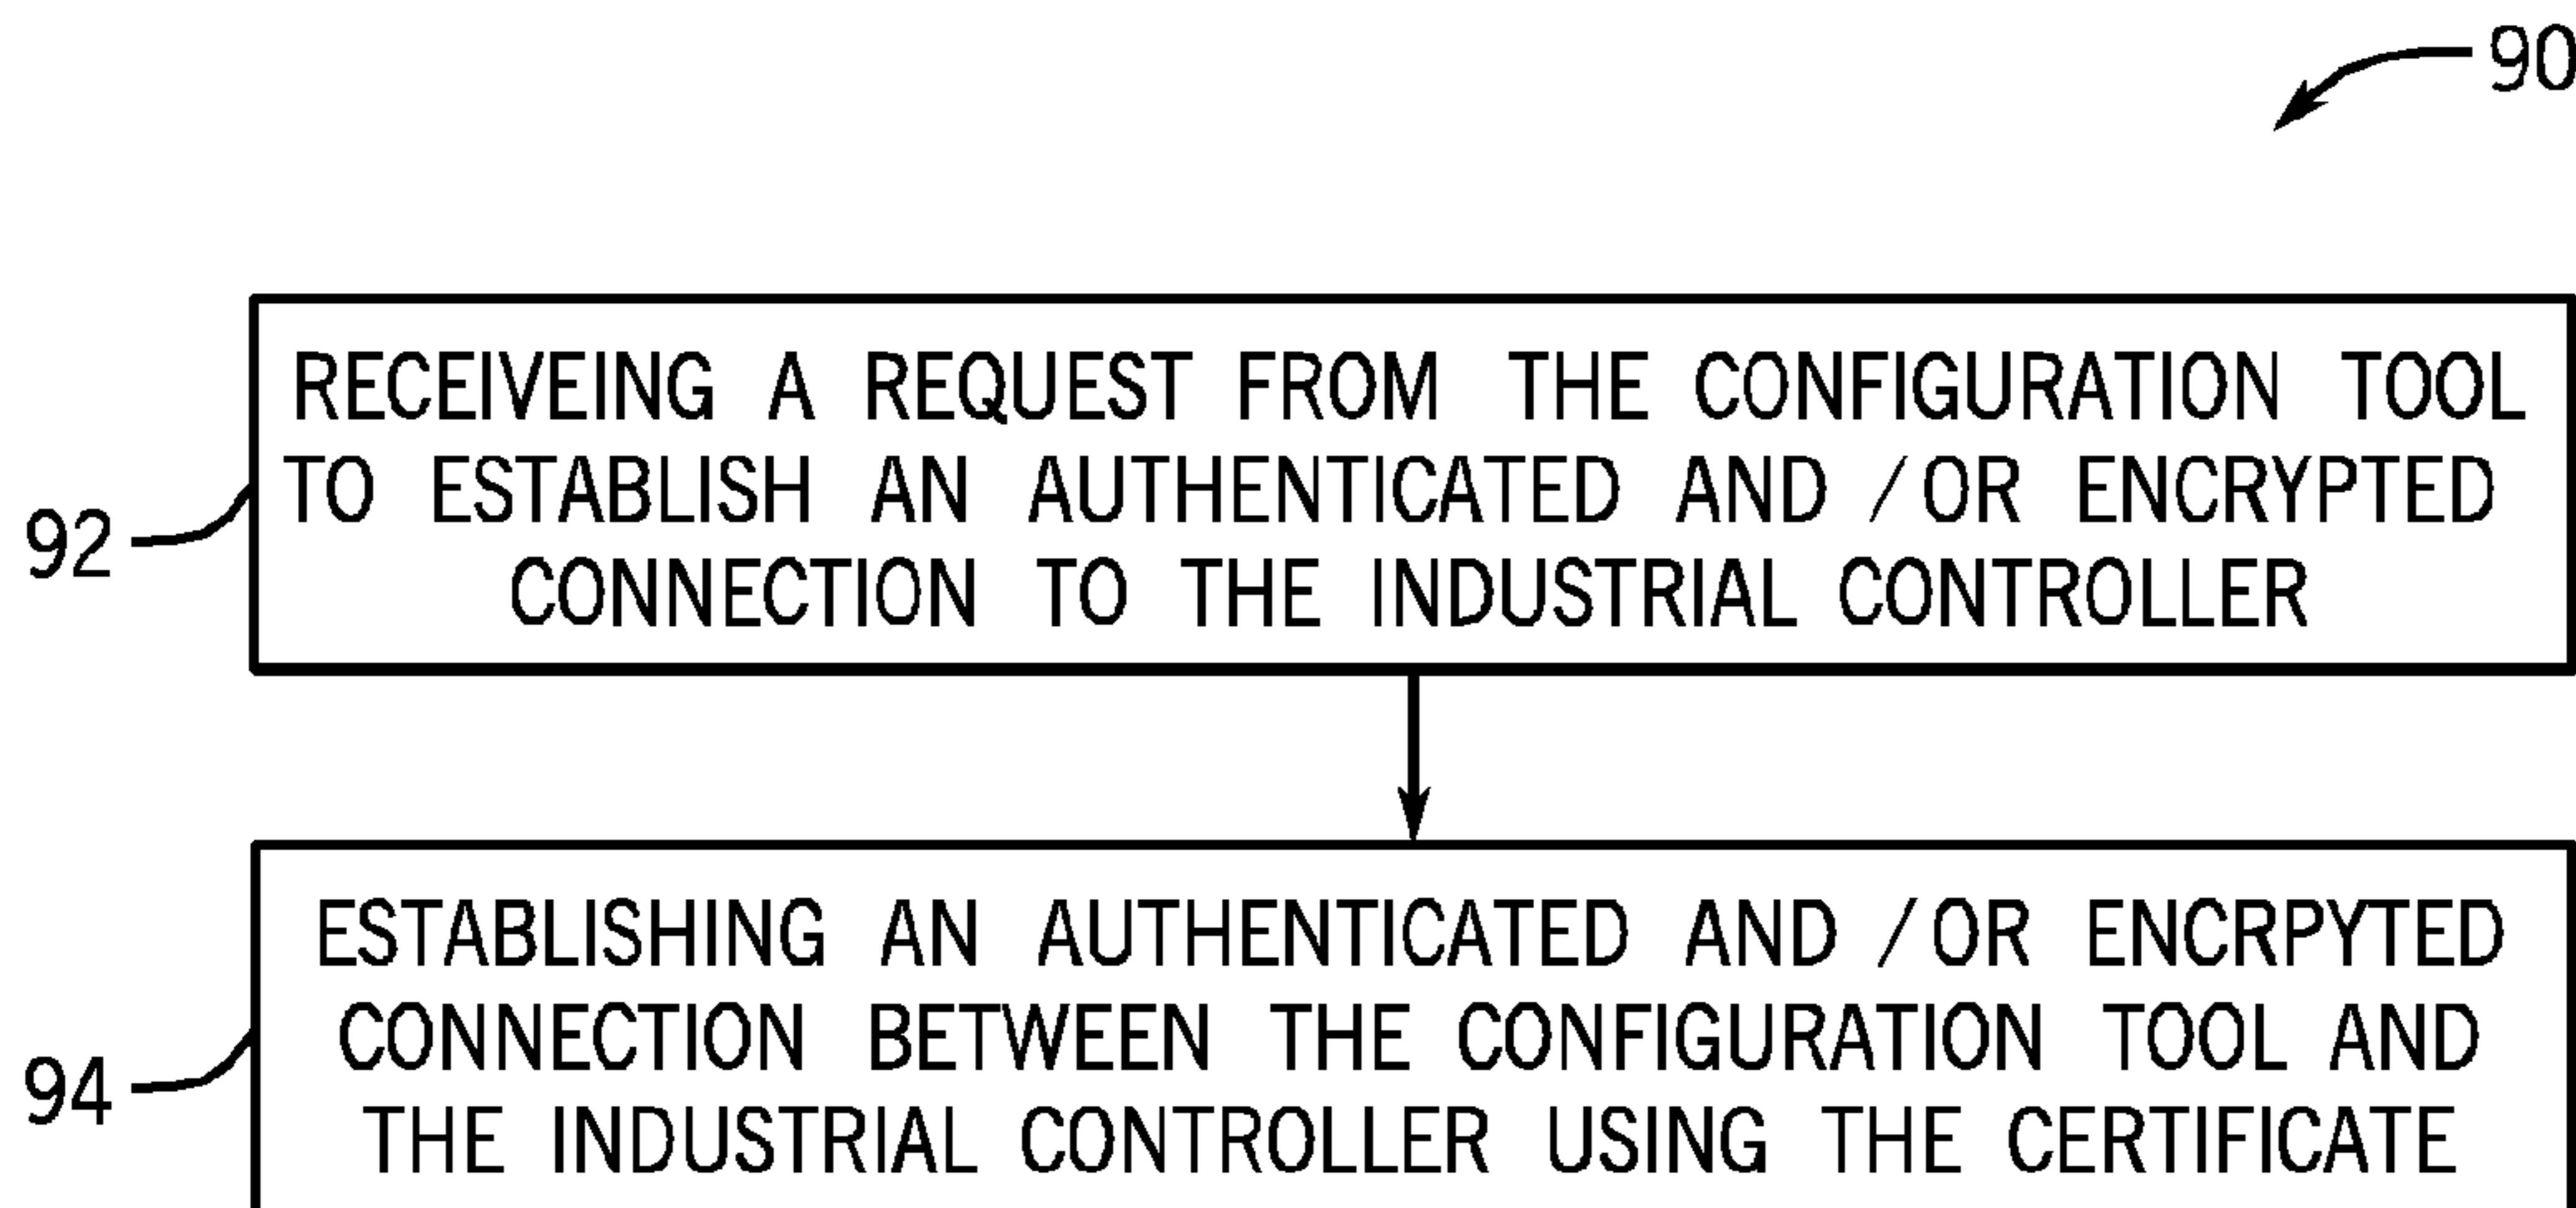 90
RECEIVEING A REQUEST FROM THE CONFIGURATION TOOL
TO ESTABLISH AN AUTHENTICATED AND /OR ENCRYPTED
CONNECTION TO THE INDUSTRIAL CONTROLLER
92
ESTABLISHING AN AUTHENTICATED AND /OR ENCRPYTED
CONNECTION BETWEEN THE CONFIGURATION TOOL AND
THE INDUSTRIAL CONTROLLER USING THE CERTIFICATE
94